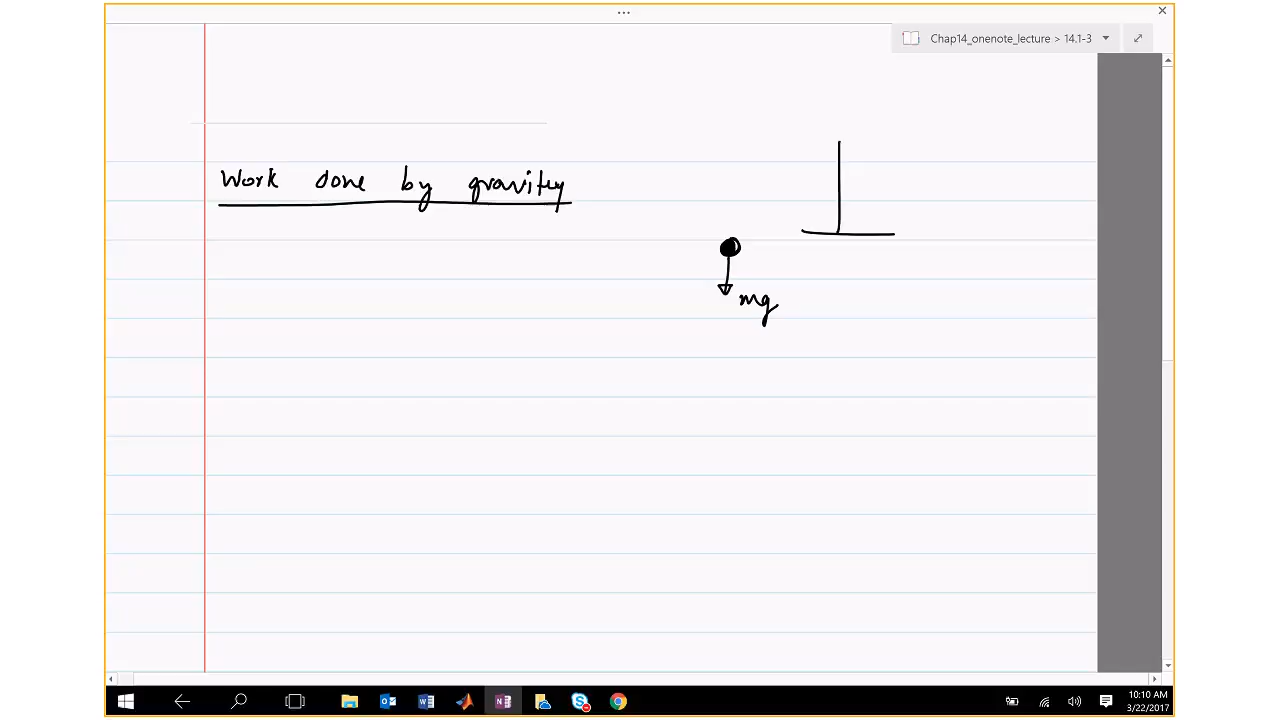 Chap14_onenote_lecture > 14.1-3
Work done by gravity
mg
10:10 AM
3/22/2017